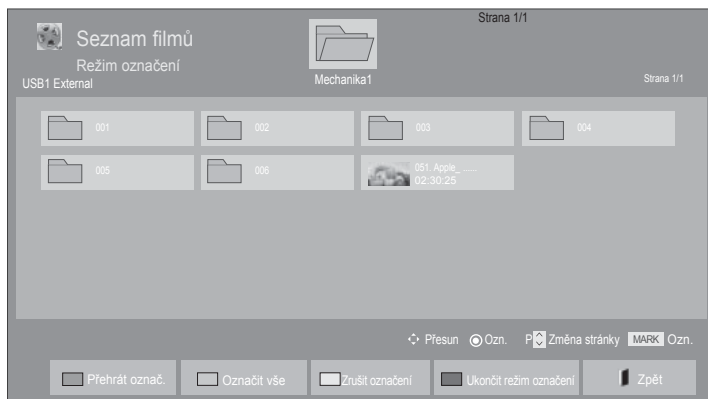 Strana 1/1
Seznam filmů
Režim označení
USB1 External
Mechanika1
Strana 1/1
001
002
003
004
005
006
051. Apple_ ......
02:30:25
Přesun Ozn. P Změna stránky MARK Ozn.
Přehrát označ. Označit vše Zrušit označení Ukončit režim označení Zpět